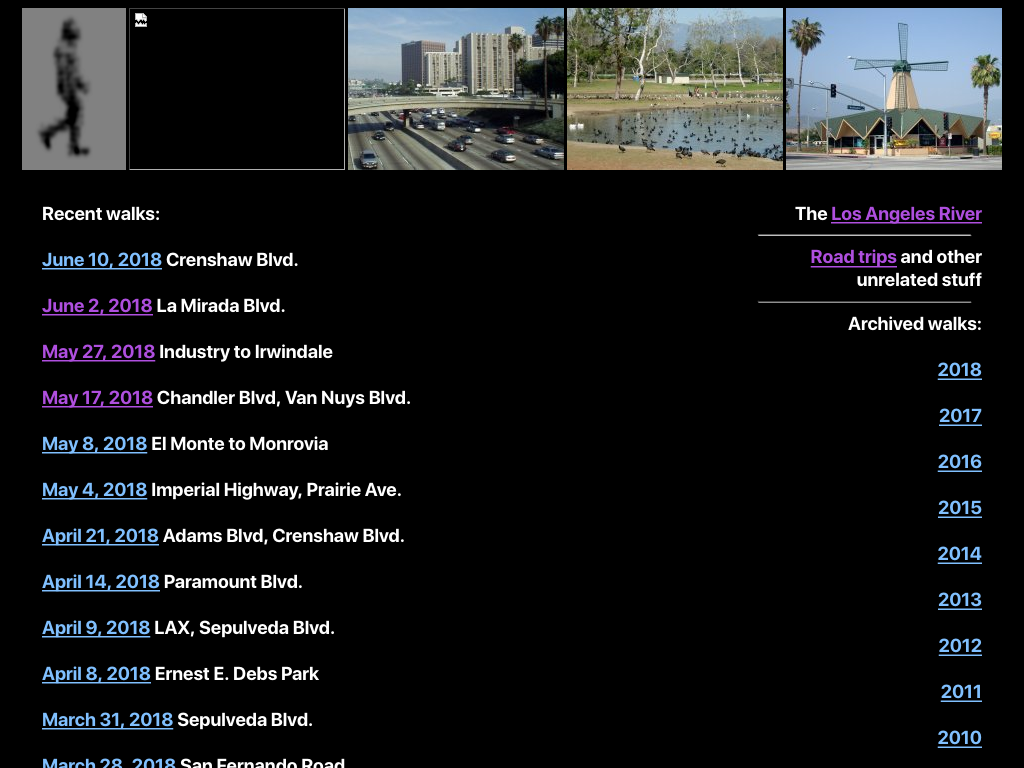 Recent walks:
June 10, 2018 Crenshaw Blvd.
June 2, 2018 La Mirada Blvd.
May 27, 2018 Industry to Irwindale
May 17, 2018 Chandler Blvd, Van Nuys Blvd.
May 8, 2018 El Monte to Monrovia
May 4, 2018 Imperial Highway, Prairie Ave.
April 21, 2018 Adams Blvd, Crenshaw Blvd.
April 14, 2018 Paramount Blvd.
April 9, 2018 LAX, Sepulveda Blvd.
April 8, 2018 Ernest E. Debs Park
March 31, 2018 Sepulveda Blvd.
March 28, 2018 San Fernando Road
The Los Angeles River
Road trips and other
unrelated stuff
Archived walks:
2018
2017
2016
2015
2014
2013
2012
2011
2010